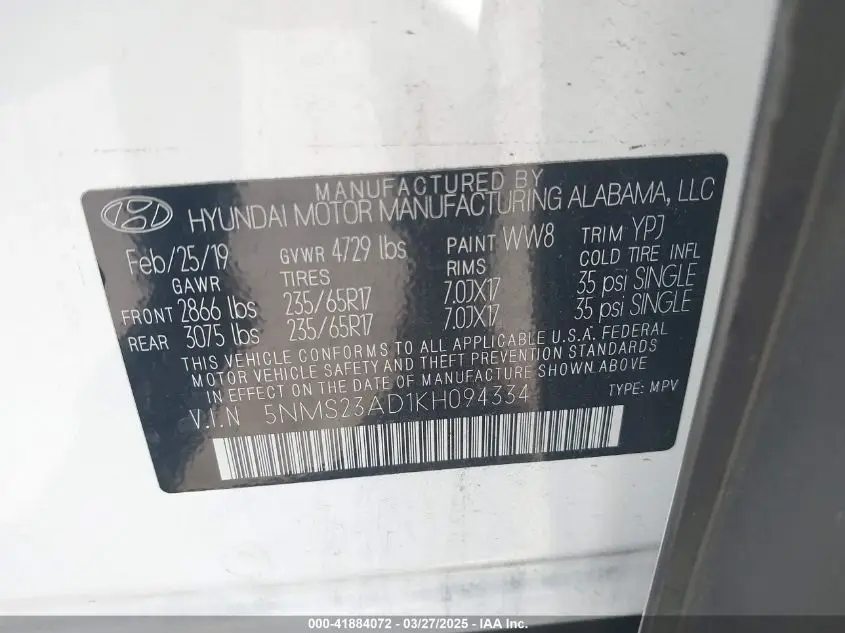 MANUFACTURED BY
HYUNDAI MOTOR MANUFACTURING ALABAMA, LLC
Feb/25/19 GVWR 4729 lbs PAINT WW8 TRIM YPJ
GAWR TIRES RIMS COLD TIRE INFL
FRONT 2866 lbs 235/65R17 7.0JX17 35 psi SINGLE
REAR 3075 lbs 235/65R17 7.0JX17 35 psi SINGLE
THIS VEHICLE CONFORMS TO ALL APPLICABLE U.S.A. FEDERAL
MOTOR VEHICLE SAFETY AND THEFT PREVENTION STANDARDS
IN EFFECT ON THE DATE OF MANUFACTURE SHOWN ABOVE
V.I.N 5NMS23AD1KH094334 TYPE: MPV
000-41884072 — 03/27/2025 — IAA Inc.